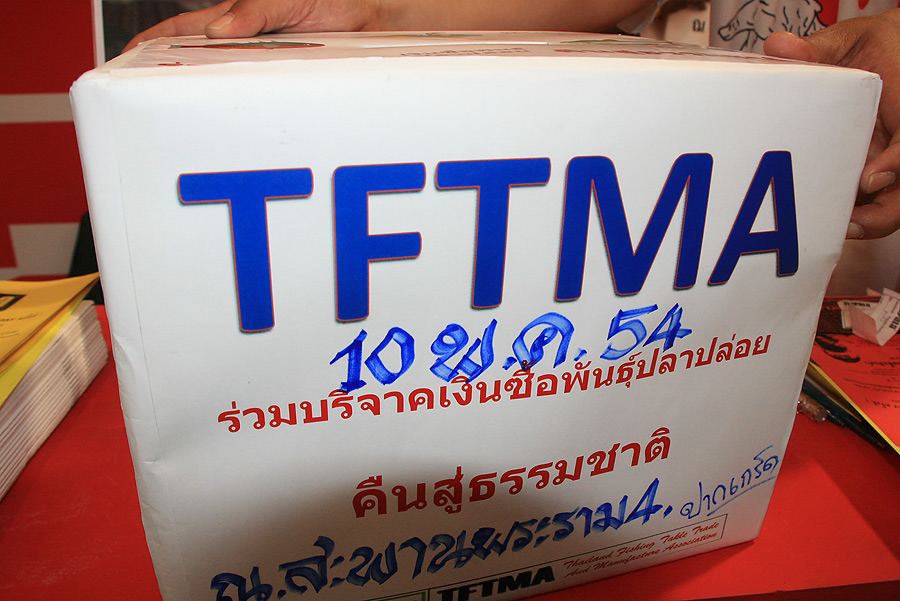 TFTMA
10 พ.ค. 54
ร่วมบริจาคเงินซื้อพันธุ์ปลาปล่อย
คืนสู่ธรรมชาติ
ณ.สะพานพระราม4. ปากเกร็ด
TFTMA
Thailand Fishing Takle Trade
And Manufacture Association